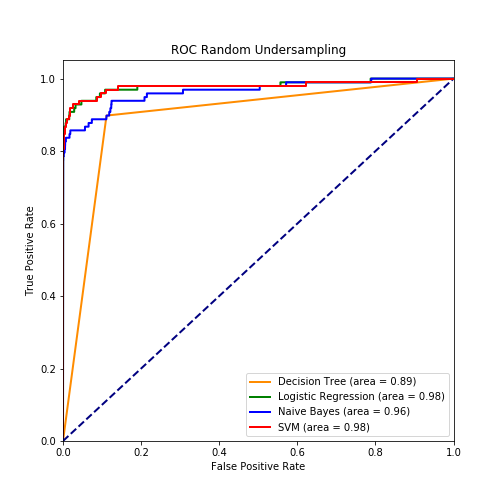 ROC Random Undersampling
True Positive Rate
1.0
0.8
0.6
0.4
0.2
0.0
0.0 0.2 0.4 0.6 0.8 1.0
False Positive Rate
Decision Tree (area = 0.89)
Logistic Regression (area = 0.98)
Naive Bayes (area = 0.96)
SVM (area = 0.98)